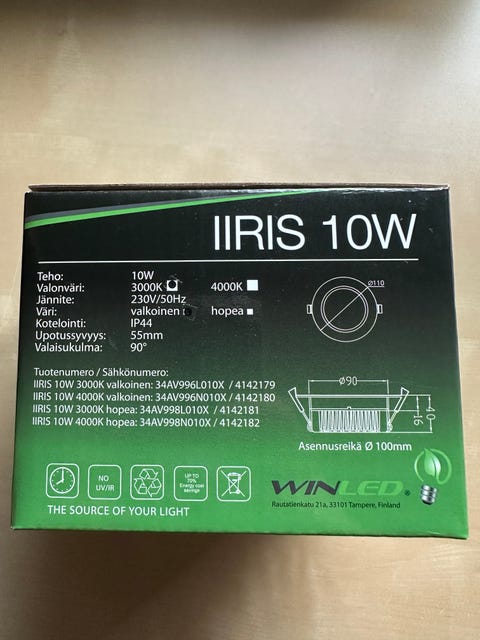 IIRIS 10W
Teho: 10W
Valonväri: 3000K 4000K
Jännite: 230V/50Hz
Väri: valkoinen hopea
Kotelointi: IP44
Upotussyvyys: 55mm
Valaisukulma: 90°
Ø110
Tuotenumero / Sähkönumero:
IIRIS 10W 3000K valkoinen: 34AV996L010X / 4142179
IIRIS 10W 4000K valkoinen: 34AV996N010X / 4142180
IIRIS 10W 3000K hopea: 34AV998L010X / 4142181
IIRIS 10W 4000K hopea: 34AV998N010X / 4142182
Ø90
16
40
Asennusreikä Ø 100mm
NO
UV/IR
UP TO
70%
Energy cost
savings
WINLED®
THE SOURCE OF YOUR LIGHT
Rautatienkatu 21a, 33101 Tampere, Finland